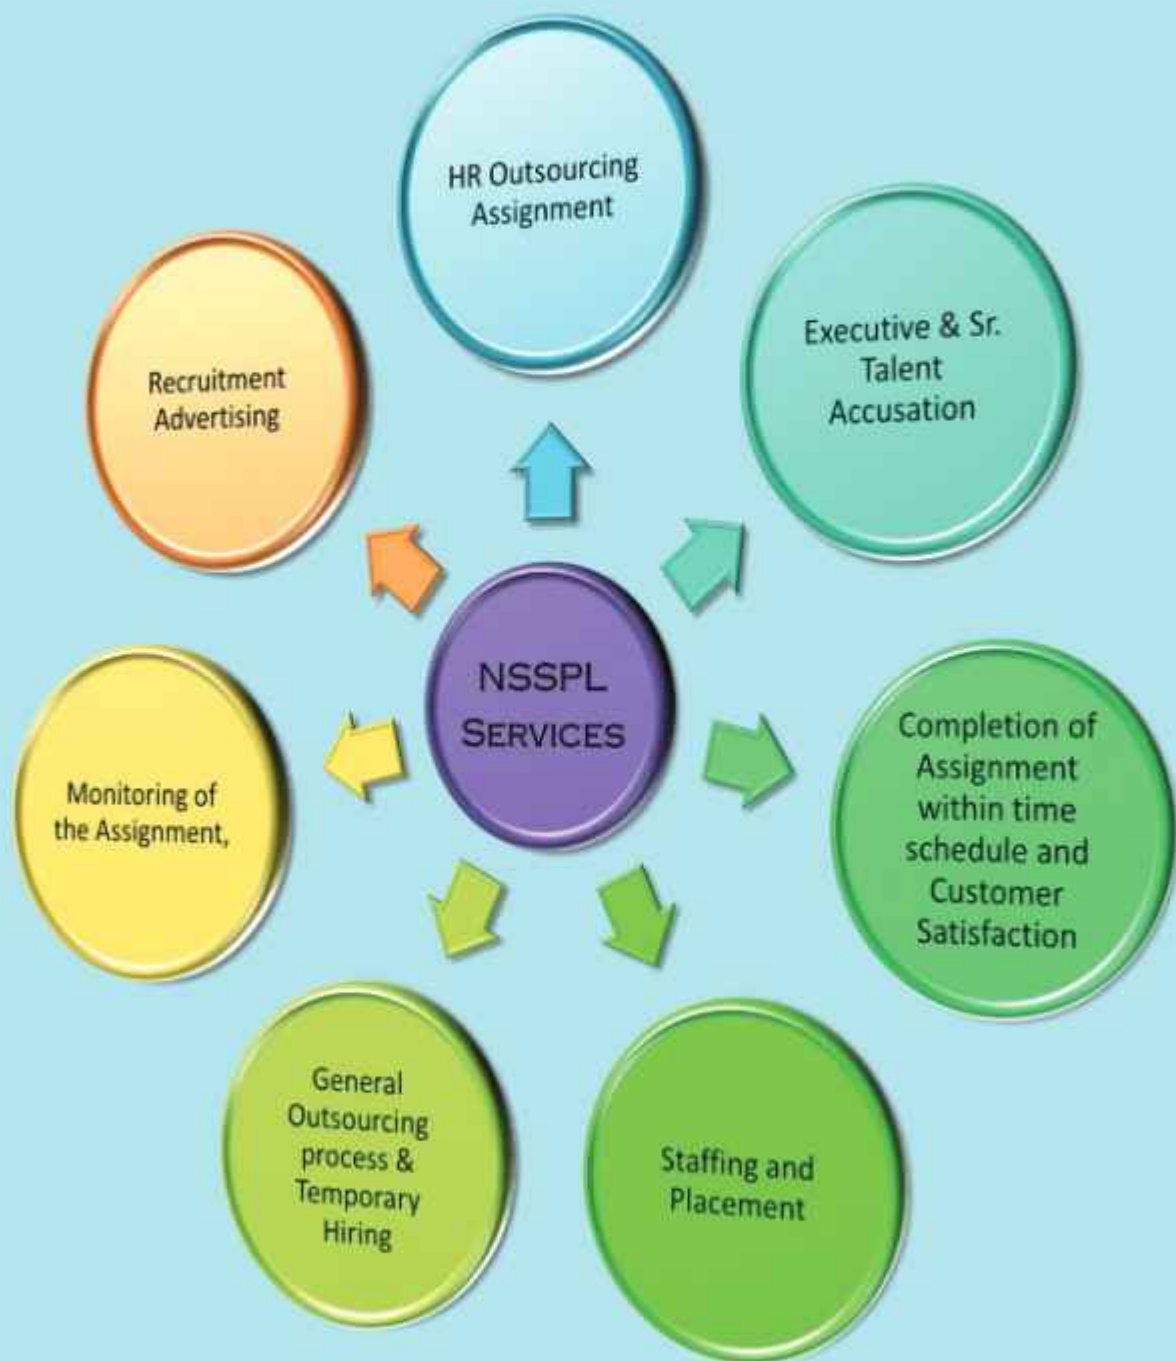 HR Outsourcing
Assignment
Executive & Sr.
Talent
Accusation
Completion of
Assignment
within time
schedule and
Customer
Satisfaction
Staffing and
Placement
General
Outsourcing
process &
Temporary
Hiring
Monitoring of
the Assignment,
Recruitment
Advertising
NSSPL
SERVICES